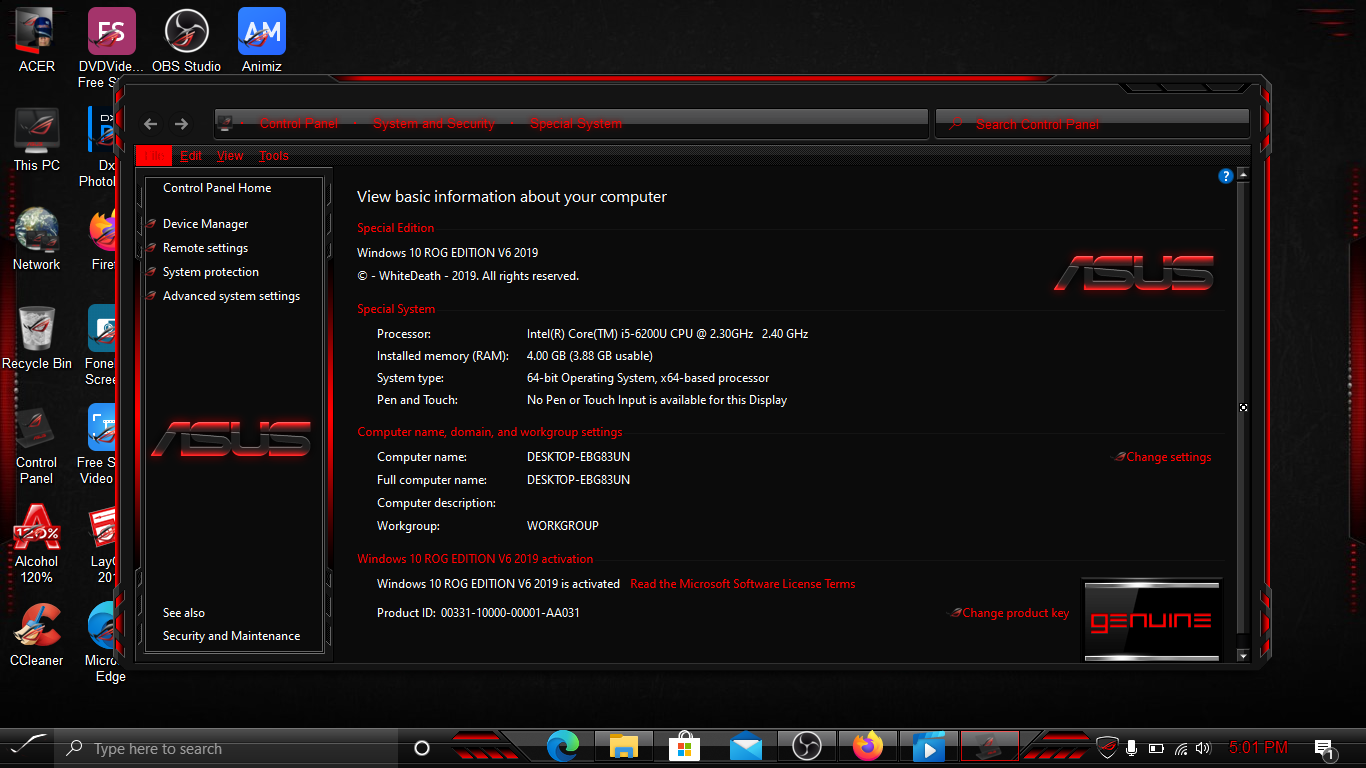 ACER
DVDVide...
Free S
OBS Studio
AM
Animiz
This PC
Dx
Photo
Network
Firef
Recycle Bin
Fone
Scree
Control
Panel
Free S
Video
Alcohol
120%
120%
Lay
201
CCleaner
Micro
Edge
Control Panel
System and Security
Special System
Search Control Panel
File
Edit
View
Tools
Control Panel Home
Device Manager
Remote settings
System protection
Advanced system settings
ASUS
See also
Security and Maintenance
View basic information about your computer
?
Special Edition
Windows 10 ROG EDITION V6 2019
© - WhiteDeath - 2019. All rights reserved.
ASUS
Special System
Processor: Intel(R) Core(TM) i5-6200U CPU @ 2.30GHz 2.40 GHz
Installed memory (RAM): 4.00 GB (3.88 GB usable)
System type: 64-bit Operating System, x64-based processor
Pen and Touch: No Pen or Touch Input is available for this Display
Computer name, domain, and workgroup settings
Computer name: DESKTOP-EBG83UN
Change settings
Full computer name: DESKTOP-EBG83UN
Computer description:
Workgroup: WORKGROUP
Windows 10 ROG EDITION V6 2019 activation
Windows 10 ROG EDITION V6 2019 is activated Read the Microsoft Software License Terms
Product ID: 00331-10000-00001-AA031
Change product key
GENUINE
Type here to search
5:01 PM
1